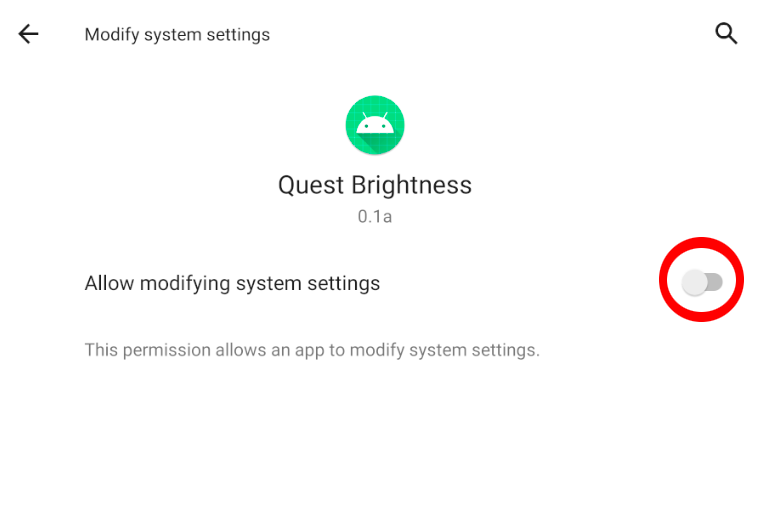 Modify system settings
Quest Brightness
0.1a
Allow modifying system settings
This permission allows an app to modify system settings.